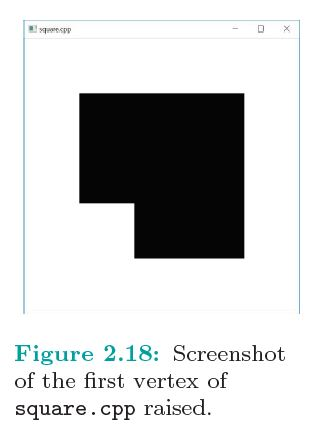 square.cpp
Figure 2.18: Screenshot
of the first vertex of
square.cpp raised.